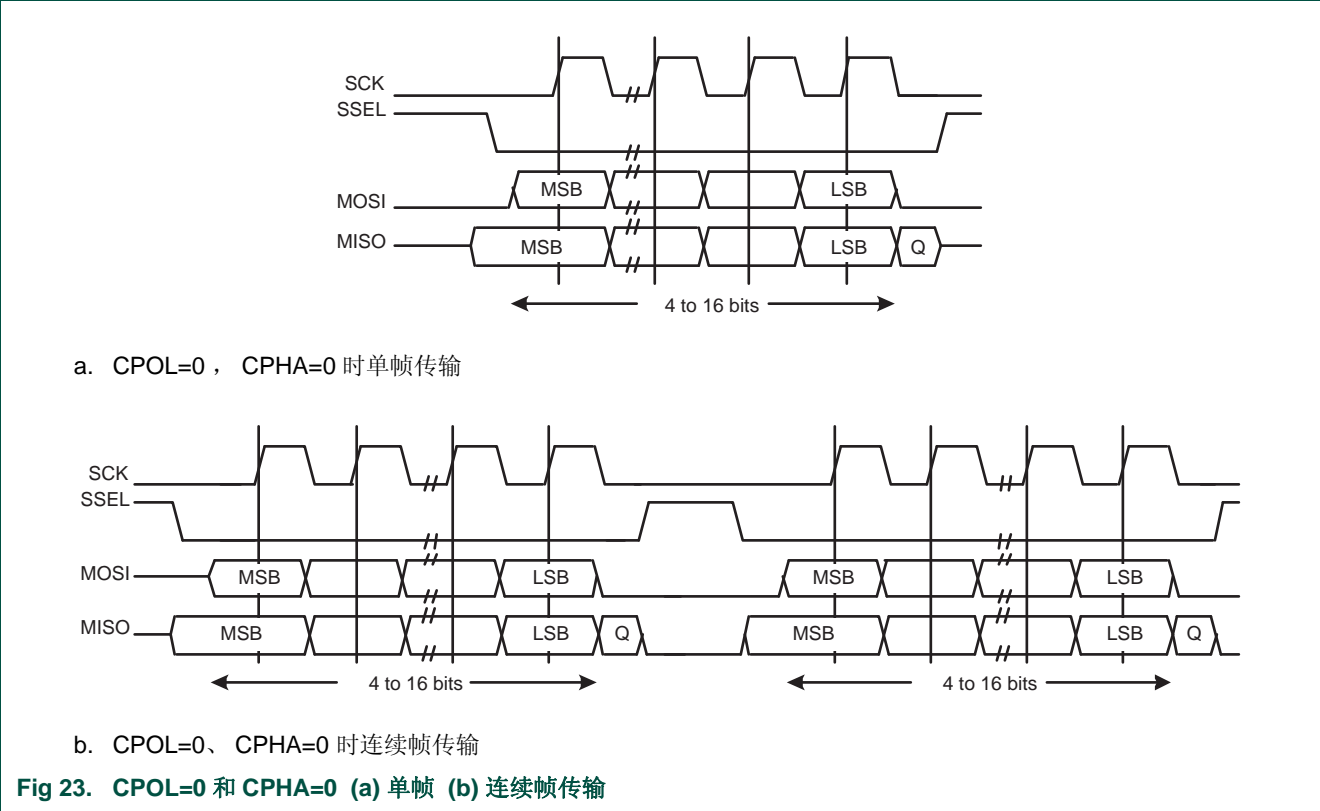 SCK
SSEL
MOSI MSB LSB
MISO MSB LSB Q
4 to 16 bits
a. CPOL=0 ， CPHA=0 时单帧传输
SCK
SSEL
MOSI MSB LSB MSB LSB
MISO MSB LSB Q MSB LSB Q
4 to 16 bits 4 to 16 bits
b. CPOL=0、 CPHA=0 时连续帧传输
Fig 23. CPOL=0 和 CPHA=0 (a) 单帧 (b) 连续帧传输